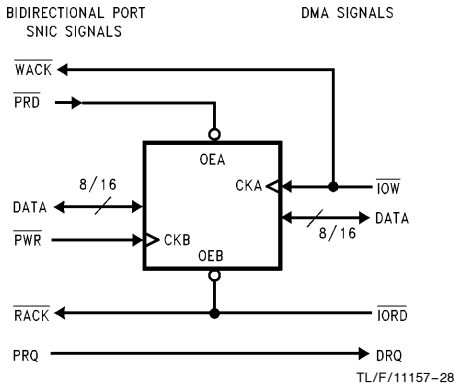 BIDIRECTIONAL PORT
SNIC SIGNALS
DMA SIGNALS
WACK
PRD
OEA
8/16
CKA
IOW
DATA
DATA
PWR
CKB
8/16
OEB
RACK
IORD
PRQ
DRQ
TL/F/11157-28